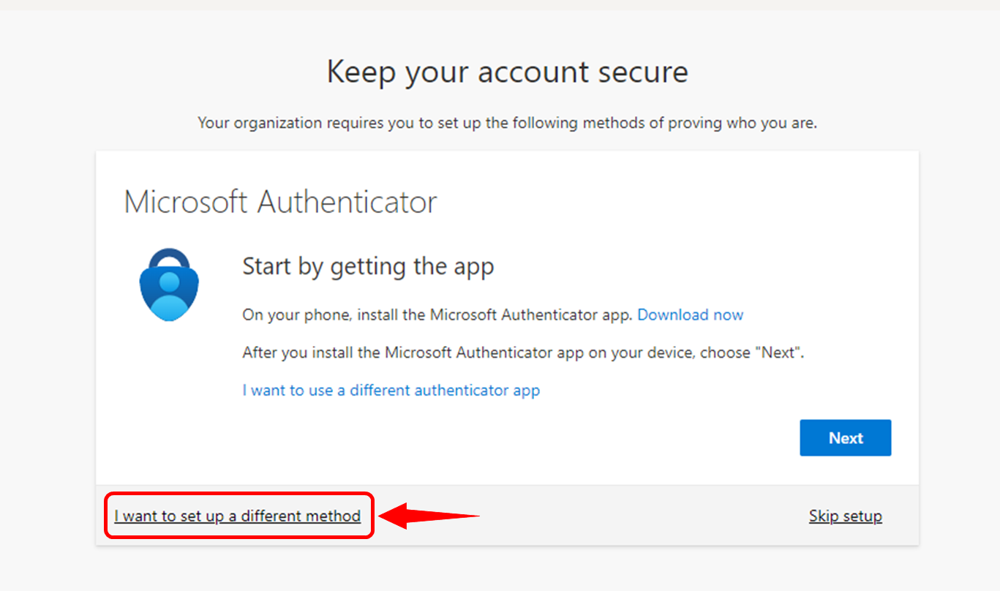 Keep your account secure
Your organization requires you to set up the following methods of proving who you are.
Microsoft Authenticator
Start by getting the app
On your phone, install the Microsoft Authenticator app. Download now
After you install the Microsoft Authenticator app on your device, choose "Next".
I want to use a different authenticator app
Next
I want to set up a different method
Skip setup